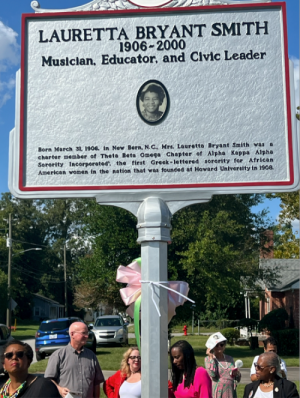 LAURETTA BRYANT SMITH
1906-2000
Musician, Educator, and Civic Leader
Born March 31, 1906, in New Bern, N.C., Mrs. Lauretta Bryant Smith was a
charter member of Theta Beta Omega Chapter of Alpha Kappa Alpha
Sorority Incorporated®, the first Greek-lettered sorority for African
American women in the nation that was founded at Howard University in 1908.